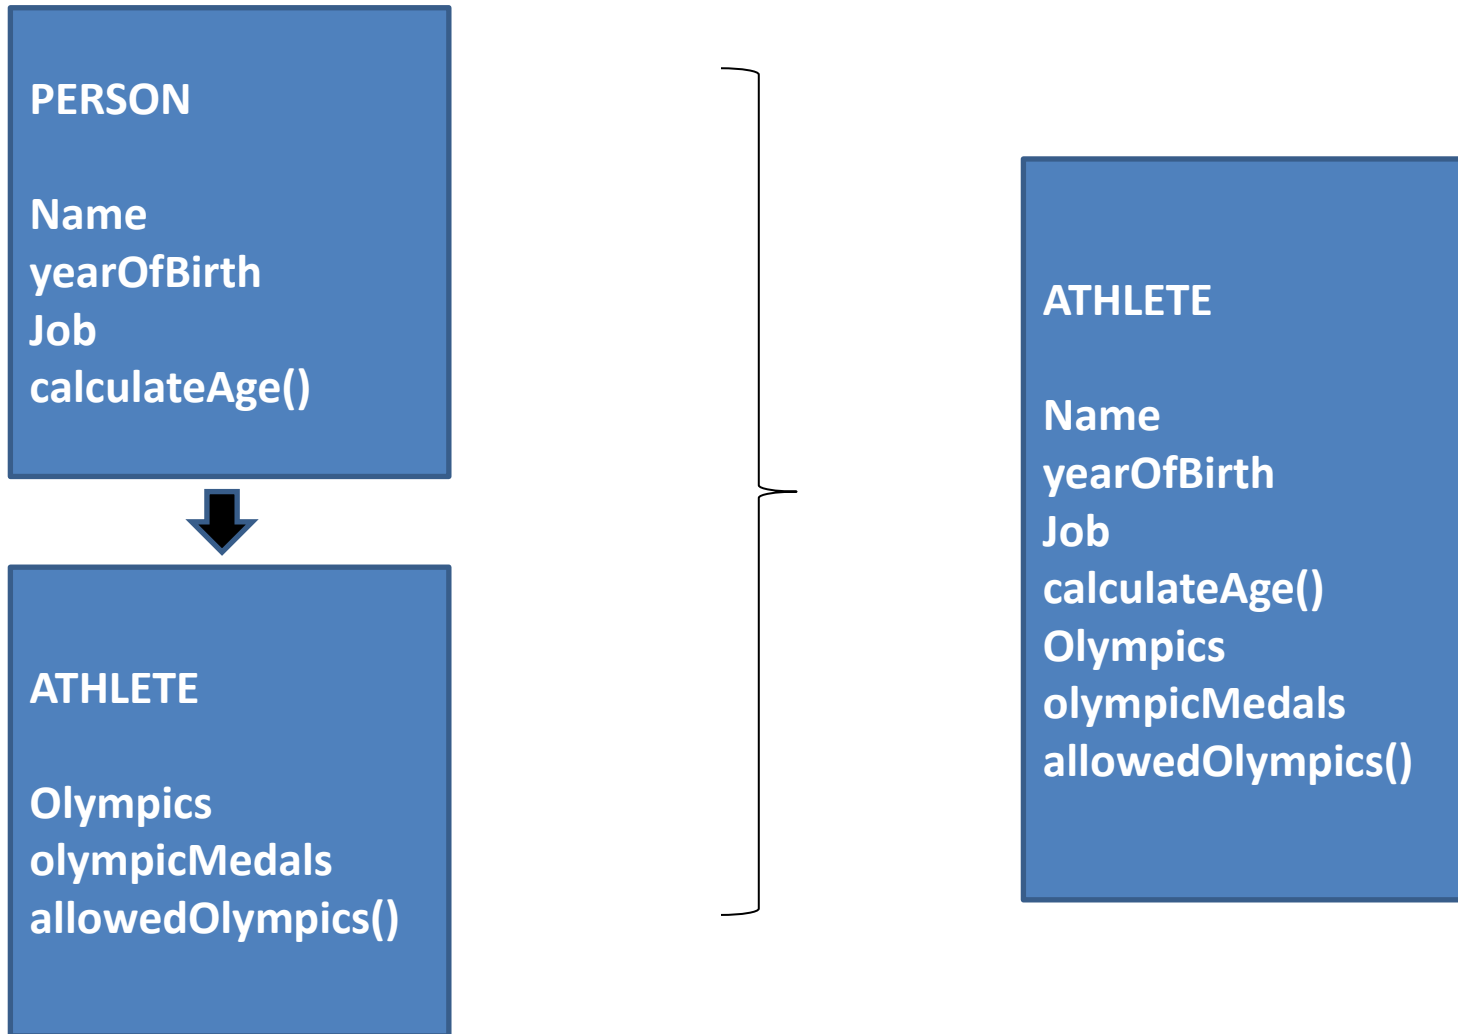 PERSON
Name
yearOfBirth
Job
calculateAge()
ATHLETE
Olympics
olympicMedals
allowedOlympics()
ATHLETE
Name
yearOfBirth
Job
calculateAge()
Olympics
olympicMedals
allowedOlympics()